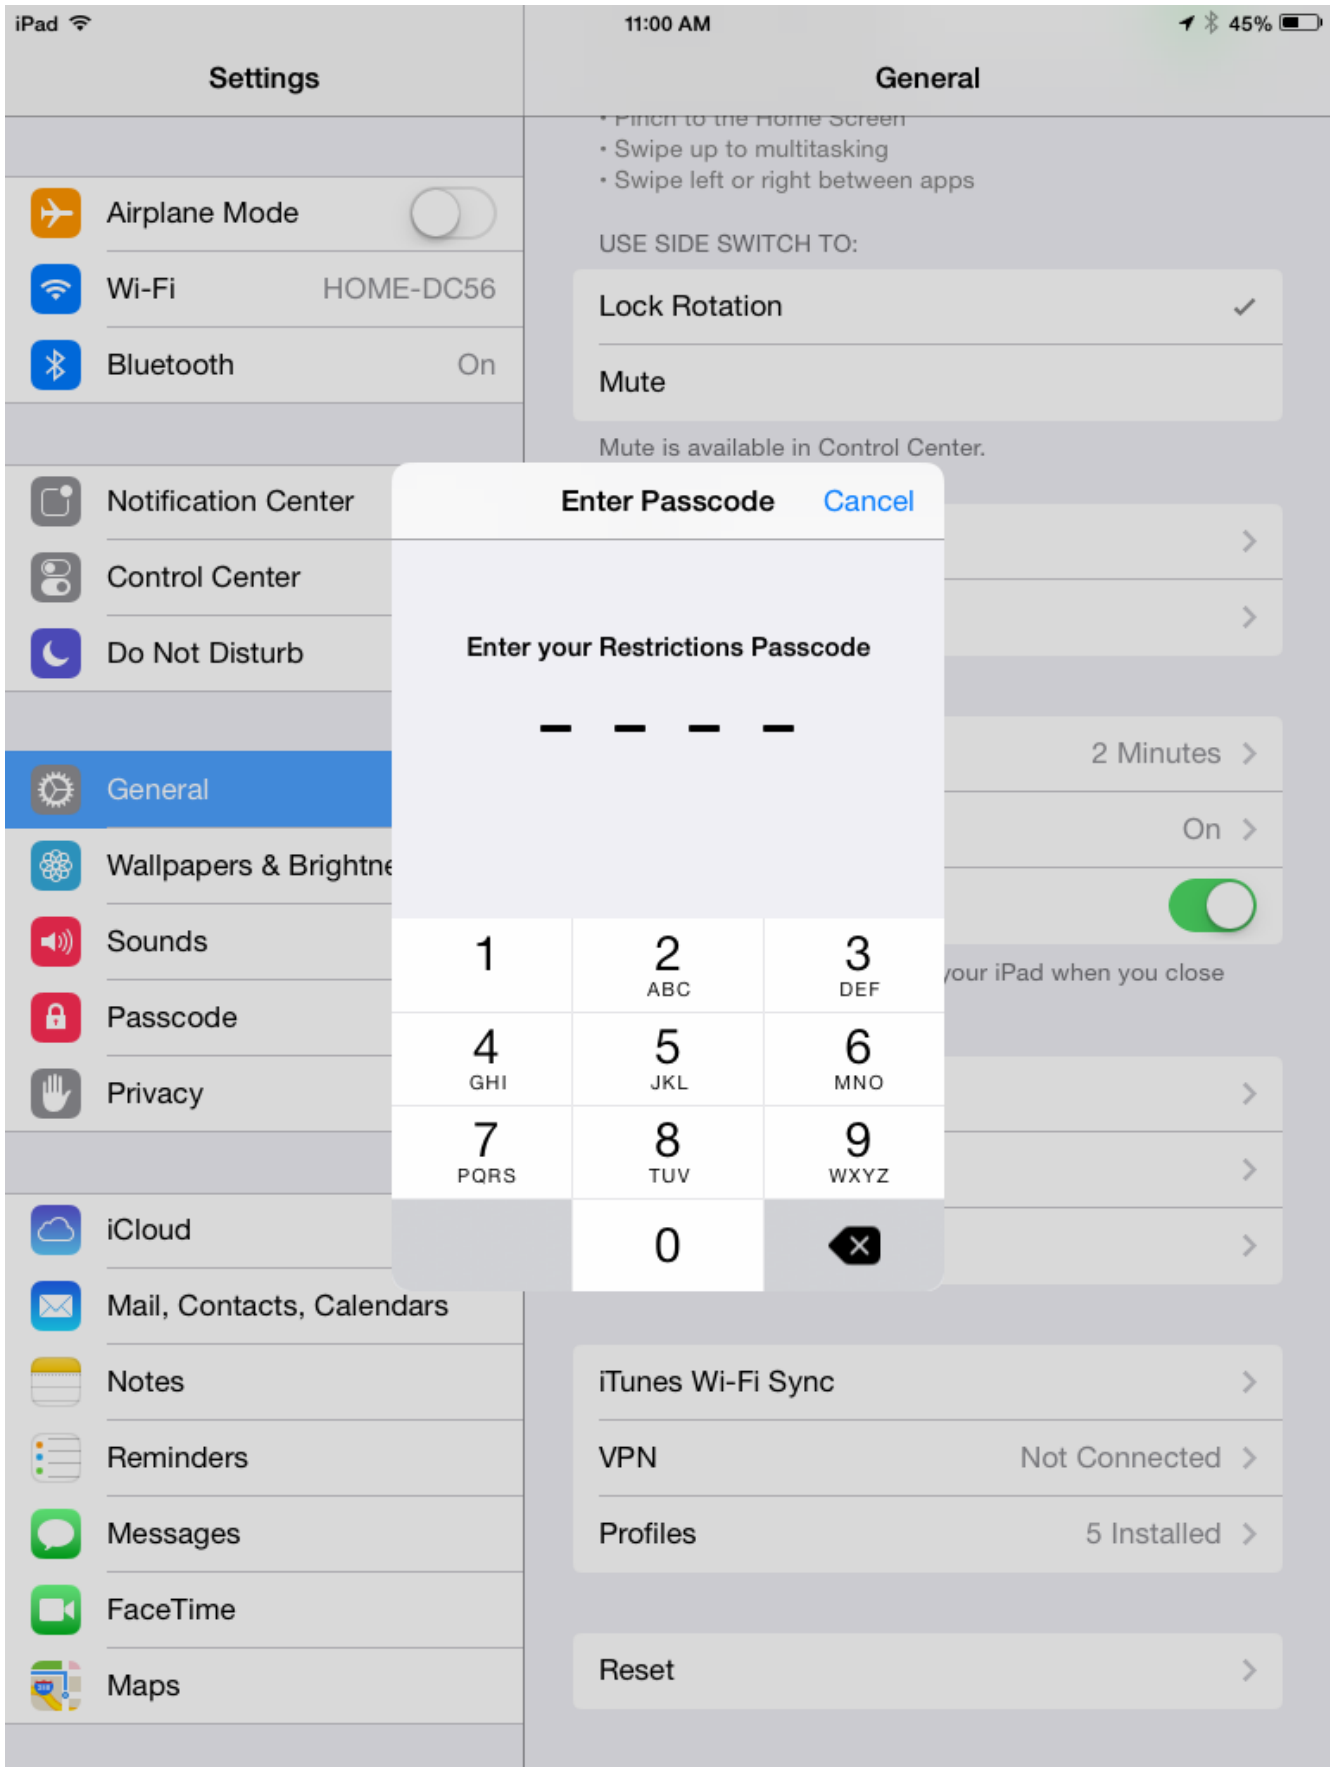 iPad
11:00 AM
45%
Settings
General
• Pinch to the Home Screen
• Swipe up to multitasking
• Swipe left or right between apps
Airplane Mode
Wi-Fi HOME-DC56
Bluetooth On
USE SIDE SWITCH TO:
Lock Rotation
Mute
Mute is available in Control Center.
Notification Center
Control Center
Do Not Disturb
General
Wallpapers & Brightne
Sounds
Passcode
Privacy
iCloud
Mail, Contacts, Calendars
Notes
Reminders
Messages
FaceTime
Maps
Enter Passcode Cancel
Enter your Restrictions Passcode
1 2 3
ABC DEF
4 5 6
GHI JKL MNO
7 8 9
PQRS TUV WXYZ
0
2 Minutes
On
your iPad when you close
iTunes Wi-Fi Sync
VPN Not Connected
Profiles 5 Installed
Reset